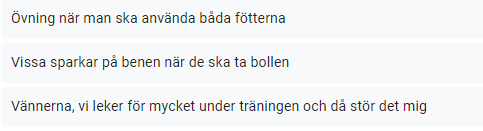 Övning när man ska använda båda fötterna
Vissa sparkar på benen när de ska ta bollen
Vännerna, vi leker för mycket under träningen och då stör det mig